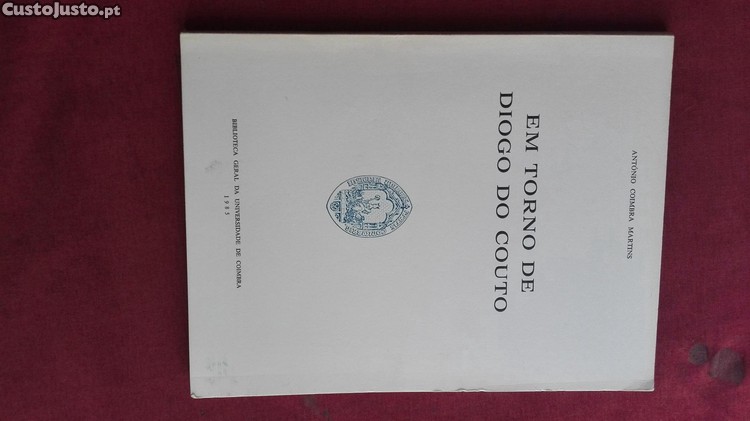 CustoJusto.pt
ANTÓNIO COIMBRA MARTINS
EM TORNO DE
DIOGO DO COUTO
BIBLIOTECA GERAL DA UNIVERSIDADE DE COIMBRA
1985